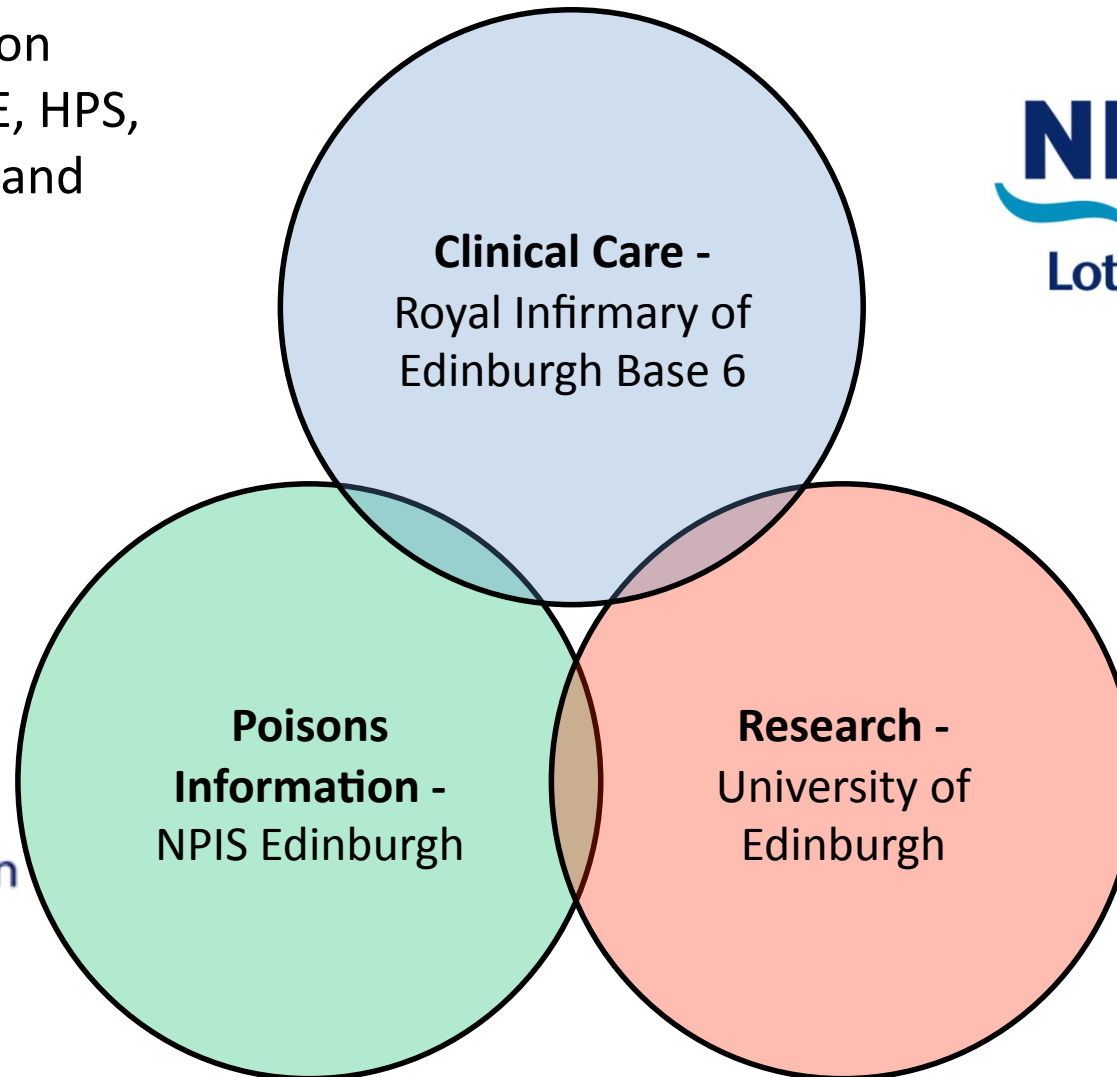 on
E, HPS,
and
Clinical Care -
Royal Infirmary of
Edinburgh Base 6
Poisons
Information -
NPIS Edinburgh
Research -
University of
Edinburgh
n